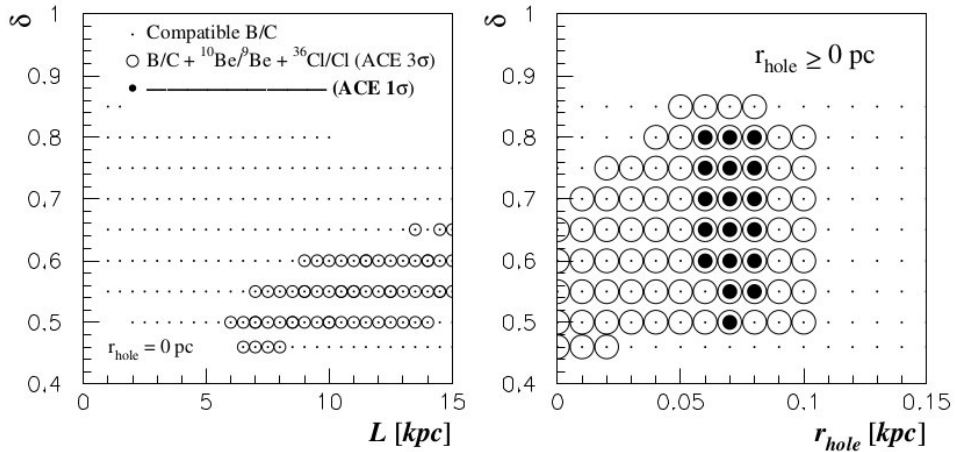 δ
1
0.9
0.8
0.7
0.6
0.5
0.4
· Compatible B/C
○ B/C + ¹⁰Be/⁹Be + ³⁶Cl/Cl (ACE 3σ)
● ——————————— (ACE 1σ)
r_hole = 0 pc
0
5
10
15
L [kpc]
δ
1
0.9
0.8
0.7
0.6
0.5
0.4
r_hole ≥ 0 pc
0
0.05
0.1
0.15
r_hole [kpc]